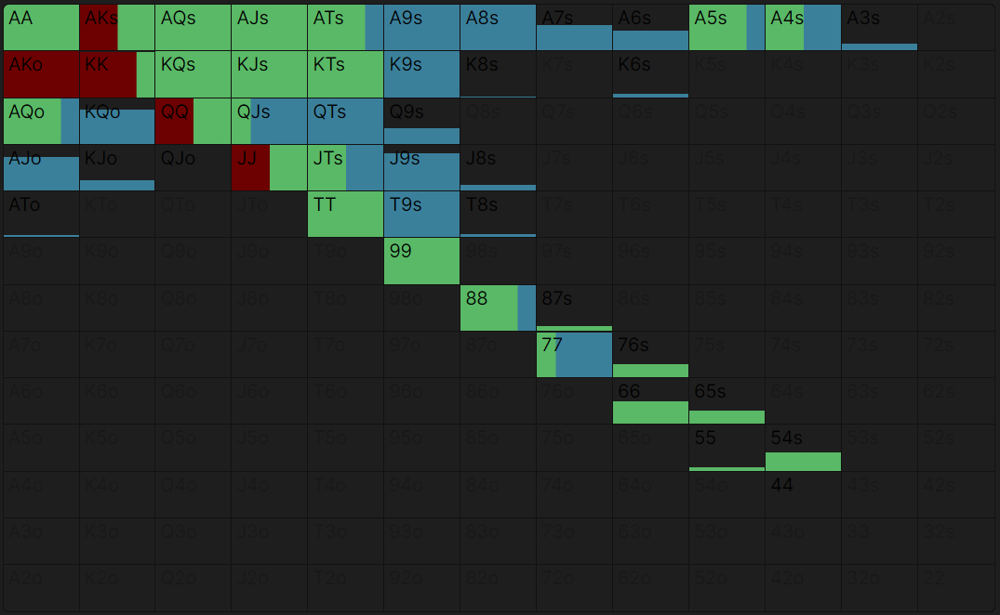 AA AKs AQs AJs ATs A9s A8s A7s A6s A5s A4s A3s A2s
AKo KK KQs KJs KTs K9s K8s K7s K6s K5s K4s K3s K2s
AQo KQo QQ QJs QTs Q9s Q8s Q7s Q6s Q5s Q4s Q3s Q2s
AJo KJo QJo JJ JTs J9s J8s J7s J6s J5s J4s J3s J2s
ATo KTo QTo JTo TT T9s T8s T7s T6s T5s T4s T3s T2s
A9o K9o Q9o J9o T9o 99 98s 97s 96s 95s 94s 93s 92s
A8o K8o Q8o J8o T8o 98o 88 87s 86s 85s 84s 83s 82s
A7o K7o Q7o J7o T7o 97o 87o 77 76s 75s 74s 73s 72s
A6o K6o Q6o J6o T6o 96o 86o 76o 66 65s 64s 63s 62s
A5o K5o Q5o J5o T5o 95o 85o 75o 65o 55 54s 53s 52s
A4o K4o Q4o J4o T4o 94o 84o 74o 64o 54o 44 43s 42s
A3o K3o Q3o J3o T3o 93o 83o 73o 63o 53o 43o 33 32s
A2o K2o Q2o J2o T2o 92o 82o 72o 62o 52o 42o 32o 22